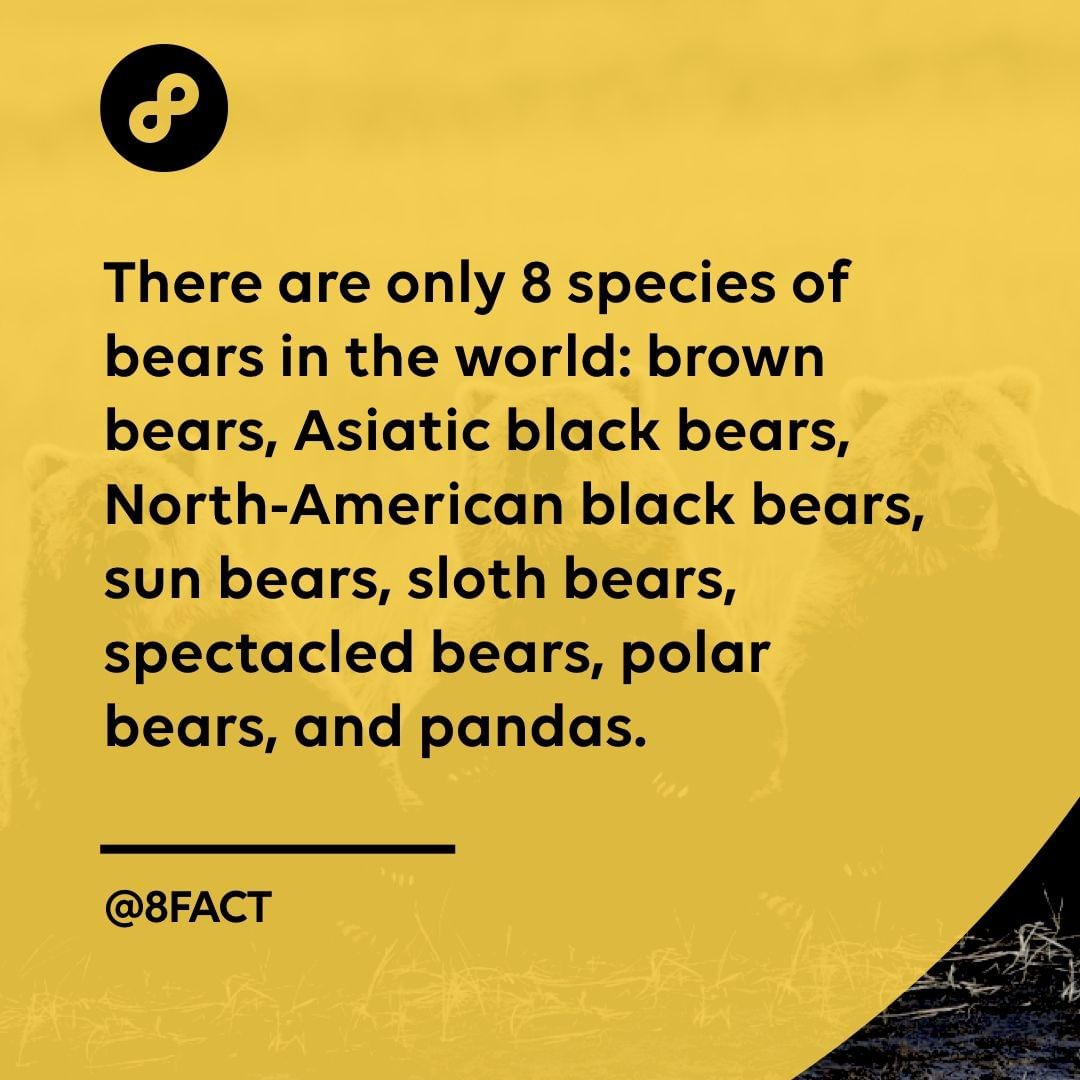 There are only 8 species of
bears in the world: brown
bears, Asiatic black bears,
North-American black bears,
sun bears, sloth bears,
spectacled bears, polar
bears, and pandas.
@8FACT